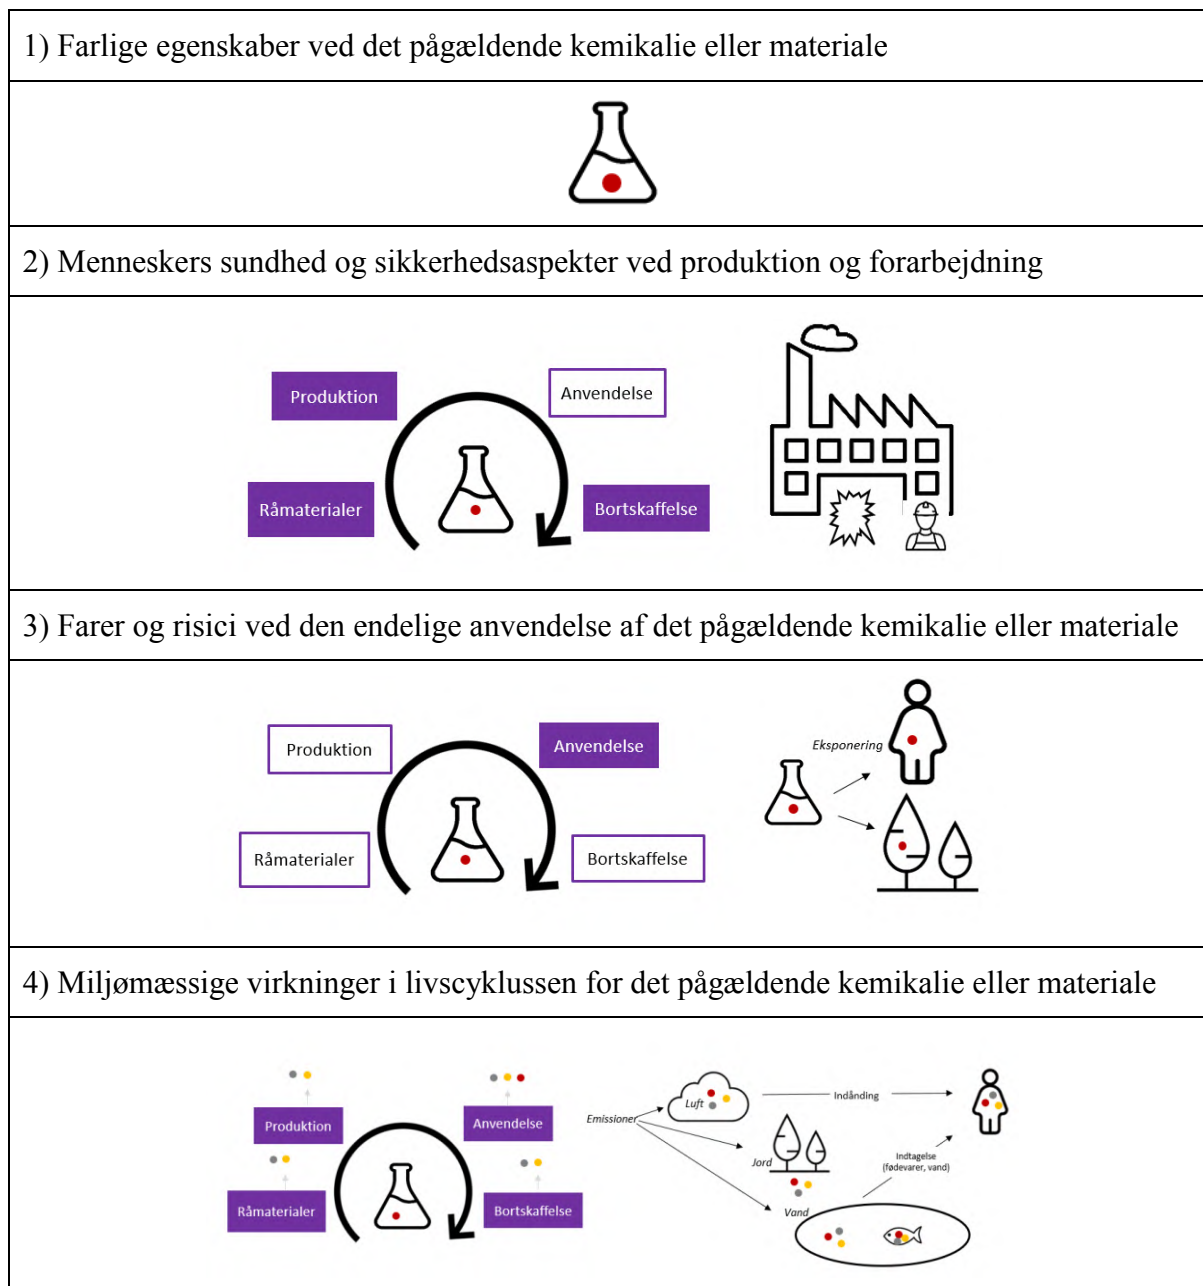 1) Farlige egenskaber ved det pågældende kemikalie eller materiale
2) Menneskers sundhed og sikkerhedsaspekter ved produktion og forarbejdning
Produktion
Anvendelse
Råmaterialer
Bortskaffelse
3) Farer og risici ved den endelige anvendelse af det pågældende kemikalie eller materiale
Produktion
Anvendelse
Råmaterialer
Bortskaffelse
Eksponering
4) Miljømæssige virkninger i livscyklussen for det pågældende kemikalie eller materiale
Produktion
Anvendelse
Råmaterialer
Bortskaffelse
Emissioner
Luft
Indånding
Jord
Indtagelse
(fødevarer, vand)
Vand